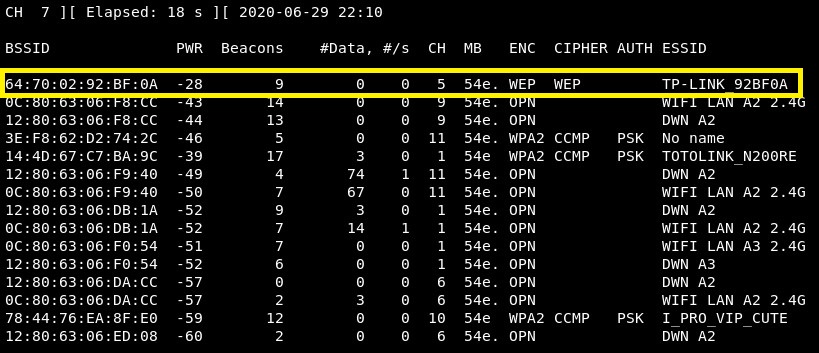 CH  7 ][ Elapsed: 18 s ][ 2020-06-29 22:10
BSSID              PWR  Beacons    #Data, #/s  CH  MB   ENC  CIPHER AUTH ESSID
64:70:02:92:BF:0A  -28        9        0    0   5  54e. WEP  WEP         TP-LINK_92BF0A
0C:80:63:06:F8:CC  -43       14        0    0   9  54e. OPN              WIFI LAN A2 2.4G
12:80:63:06:F8:CC  -44       13        0    0   9  54e. OPN              DWN A2
3E:F8:62:D2:74:2C  -46        5        0    0  11  54e. WPA2 CCMP   PSK  No name
14:4D:67:C7:BA:9C  -39       17        3    0   1  54e  WPA2 CCMP   PSK  TOTOLINK_N200RE
12:80:63:06:F9:40  -49        4       74    1  11  54e. OPN              DWN A2
0C:80:63:06:F9:40  -50        7       67    0  11  54e. OPN              WIFI LAN A2 2.4G
12:80:63:06:DB:1A  -52        9        3    0   1  54e. OPN              DWN A2
0C:80:63:06:DB:1A  -52        7       14    1   1  54e. OPN              WIFI LAN A2 2.4G
0C:80:63:06:F0:54  -51        7        0    0   1  54e. OPN              WIFI LAN A3 2.4G
12:80:63:06:F0:54  -52        6        0    0   1  54e. OPN              DWN A3
12:80:63:06:DA:CC  -57        0        0    0   6  54e. OPN              DWN A2
0C:80:63:06:DA:CC  -57        2        3    0   6  54e. OPN              WIFI LAN A2 2.4G
78:44:76:EA:8F:E0  -59       12        0    0  10  54e  WPA2 CCMP   PSK  I_PRO_VIP_CUTE
12:80:63:06:ED:08  -60        2        0    0   6  54e. OPN              DWN A2